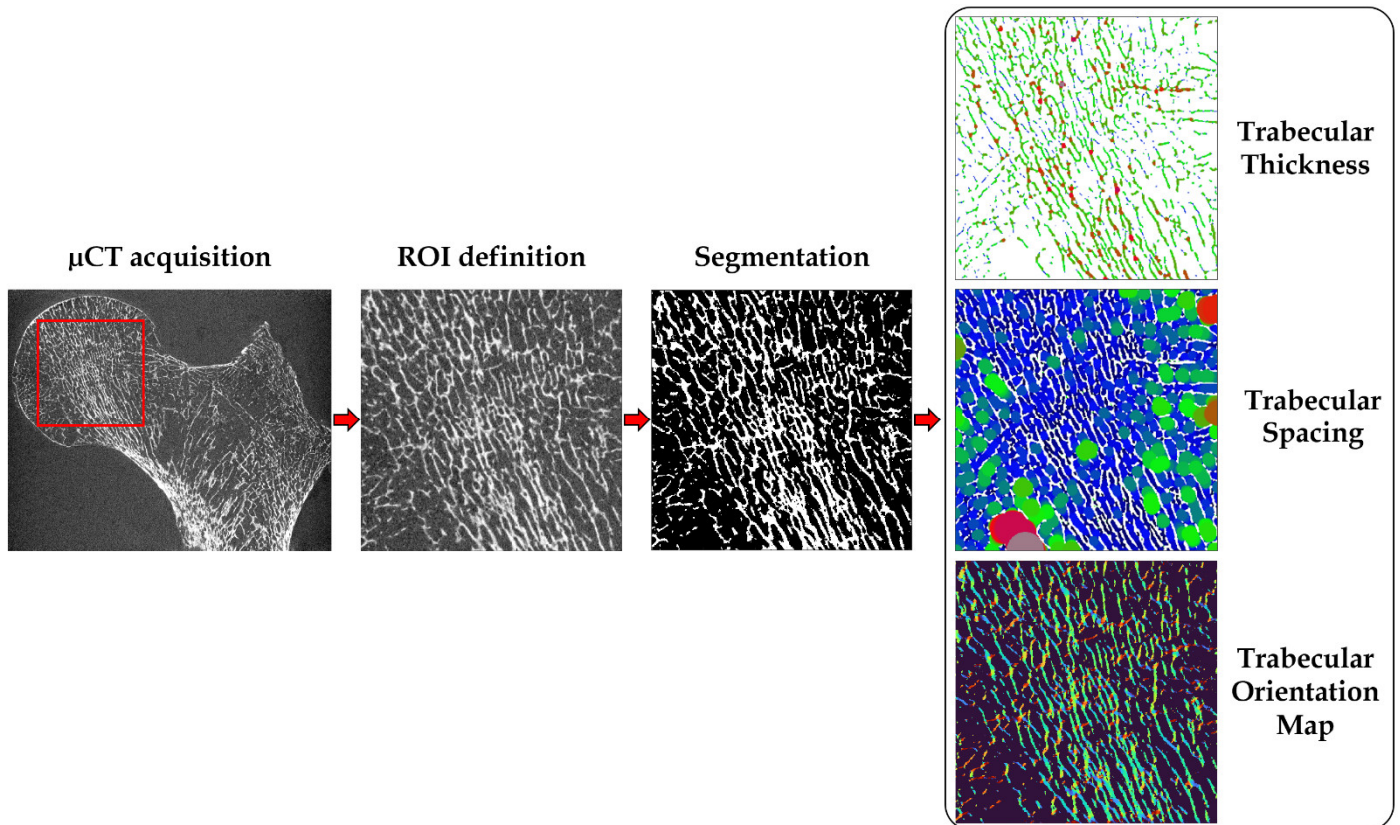 μCT acquisition
ROI definition
Segmentation
Trabecular
Thickness
Trabecular
Spacing
Trabecular
Orientation
Map